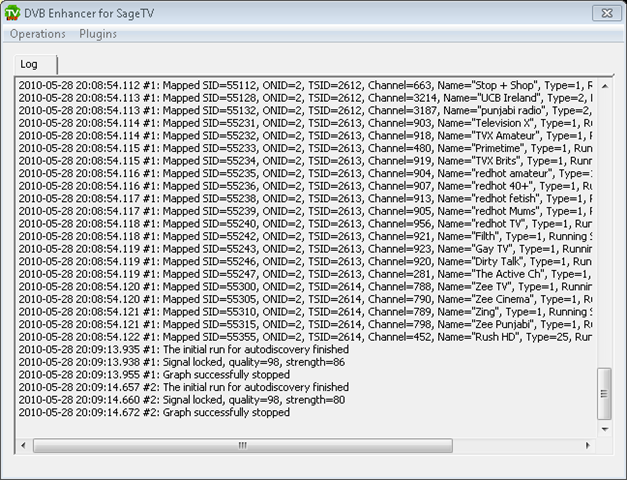 DVB Enhancer for SageTV
Operations Plugins
Log
2010-05-28 20:08:54.112 #1: Mapped SID=55112, ONID=2, TSID=2612, Channel=663, Name="Stop + Shop", Type=1, R
2010-05-28 20:08:54.113 #1: Mapped SID=55128, ONID=2, TSID=2612, Channel=3214, Name="UCB Ireland", Type=2,
2010-05-28 20:08:54.113 #1: Mapped SID=55132, ONID=2, TSID=2612, Channel=3187, Name="punjabi radio", Type=2,
2010-05-28 20:08:54.114 #1: Mapped SID=55231, ONID=2, TSID=2613, Channel=903, Name="Television X", Type=1, R
2010-05-28 20:08:54.114 #1: Mapped SID=55232, ONID=2, TSID=2613, Channel=918, Name="TVX Amateur", Type=1,
2010-05-28 20:08:54.115 #1: Mapped SID=55233, ONID=2, TSID=2613, Channel=480, Name="Primetime", Type=1, Run
2010-05-28 20:08:54.115 #1: Mapped SID=55234, ONID=2, TSID=2613, Channel=919, Name="TVX Brits", Type=1, Runn
2010-05-28 20:08:54.116 #1: Mapped SID=55235, ONID=2, TSID=2613, Channel=904, Name="redhot amateur", Type=
2010-05-28 20:08:54.116 #1: Mapped SID=55236, ONID=2, TSID=2613, Channel=907, Name="redhot 40+", Type=1, R
2010-05-28 20:08:54.117 #1: Mapped SID=55238, ONID=2, TSID=2613, Channel=913, Name="redhot fetish", Type=1, R
2010-05-28 20:08:54.117 #1: Mapped SID=55239, ONID=2, TSID=2613, Channel=905, Name="redhot Mums", Type=1, F
2010-05-28 20:08:54.118 #1: Mapped SID=55240, ONID=2, TSID=2613, Channel=956, Name="redhot TV", Type=1, Run
2010-05-28 20:08:54.118 #1: Mapped SID=55242, ONID=2, TSID=2613, Channel=921, Name="Filth", Type=1, Running S
2010-05-28 20:08:54.119 #1: Mapped SID=55243, ONID=2, TSID=2613, Channel=923, Name="Gay TV", Type=1, Runnin
2010-05-28 20:08:54.119 #1: Mapped SID=55246, ONID=2, TSID=2613, Channel=920, Name="Dirty Talk", Type=1, Runn
2010-05-28 20:08:54.119 #1: Mapped SID=55247, ONID=2, TSID=2613, Channel=281, Name="The Active Ch", Type=1,
2010-05-28 20:08:54.120 #1: Mapped SID=55300, ONID=2, TSID=2614, Channel=788, Name="Zee TV", Type=1, Runnin
2010-05-28 20:08:54.120 #1: Mapped SID=55305, ONID=2, TSID=2614, Channel=790, Name="Zee Cinema", Type=1, Ru
2010-05-28 20:08:54.121 #1: Mapped SID=55310, ONID=2, TSID=2614, Channel=789, Name="Zing", Type=1, Running S
2010-05-28 20:08:54.121 #1: Mapped SID=55315, ONID=2, TSID=2614, Channel=798, Name="Zee Punjabi", Type=1, Ru
2010-05-28 20:08:54.122 #1: Mapped SID=55355, ONID=2, TSID=2614, Channel=452, Name="Rush HD", Type=25, Run
2010-05-28 20:09:13.935 #1: The initial run for autodiscovery finished
2010-05-28 20:09:13.938 #1: Signal locked, quality=98, strength=86
2010-05-28 20:09:13.955 #1: Graph successfully stopped
2010-05-28 20:09:14.657 #2: The initial run for autodiscovery finished
2010-05-28 20:09:14.660 #2: Signal locked, quality=98, strength=80
2010-05-28 20:09:14.672 #2: Graph successfully stopped